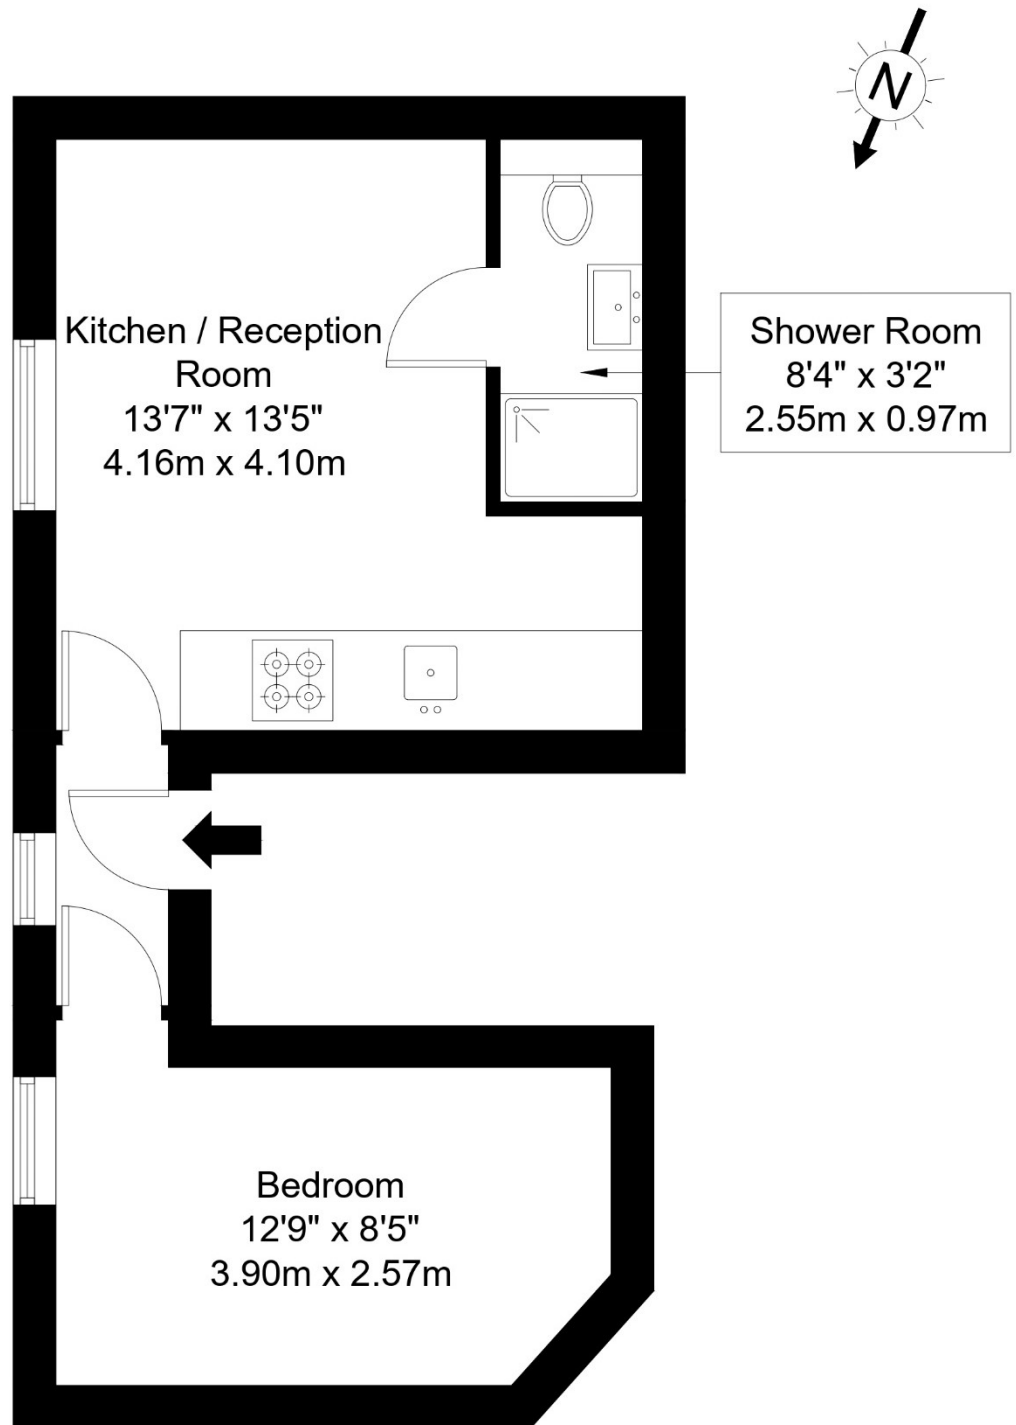 N
Kitchen / Reception
Room
13'7" x 13'5"
4.16m x 4.10m
Shower Room
8'4" x 3'2"
2.55m x 0.97m
Bedroom
12'9" x 8'5"
3.90m x 2.57m